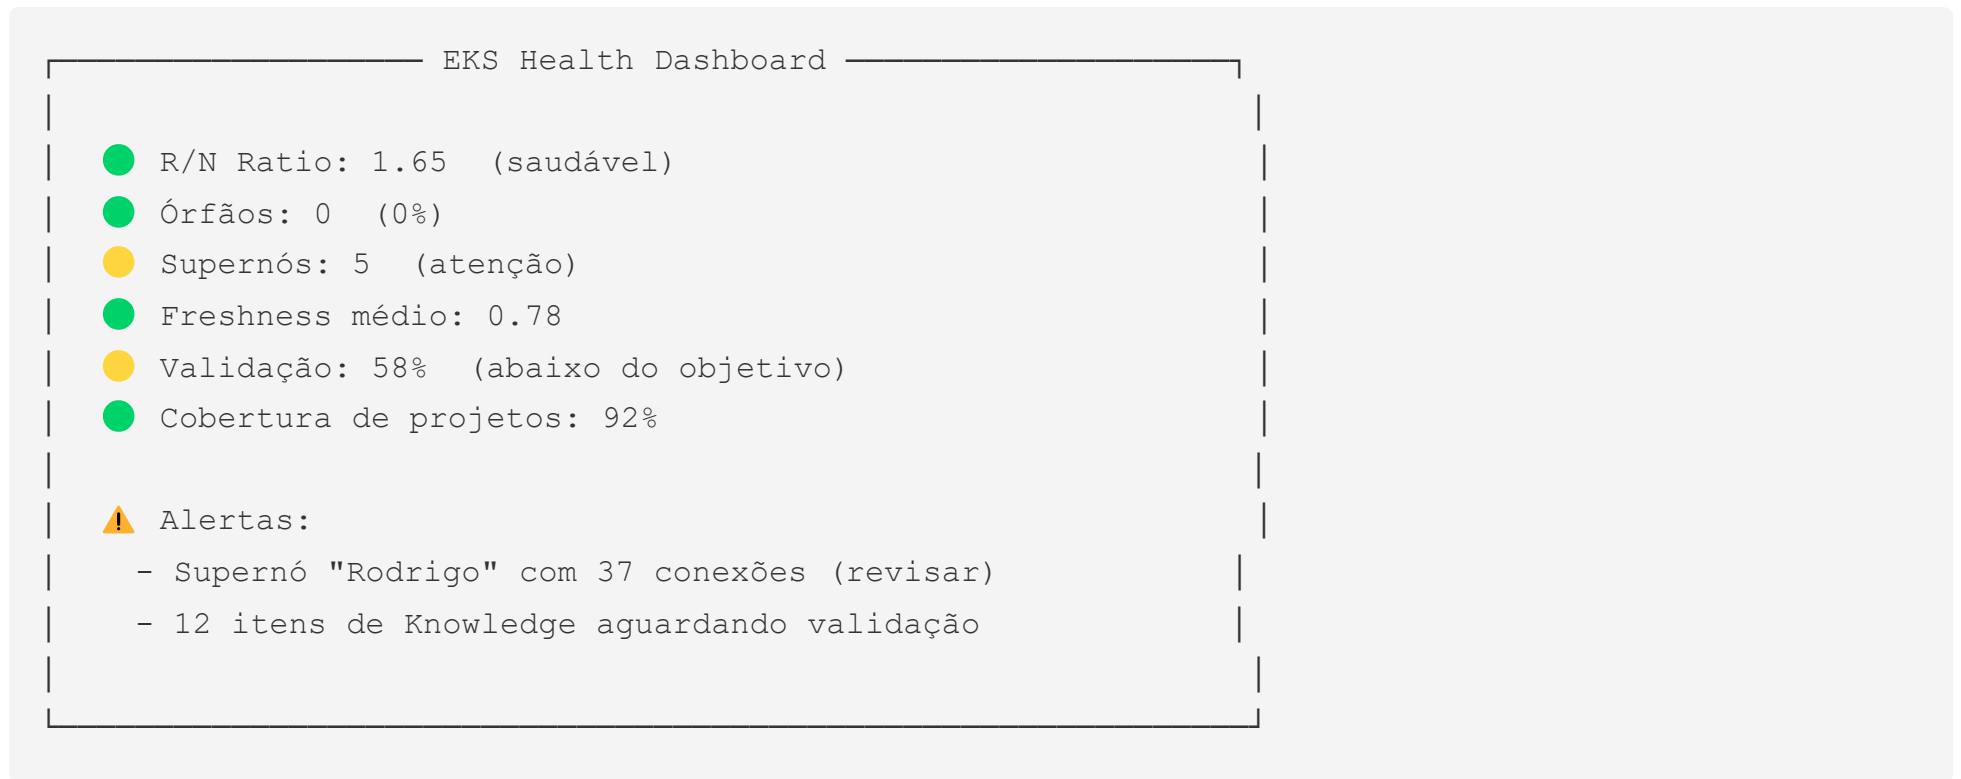 EKS Health Dashboard
R/N Ratio: 1.65  (saudável)
Órfãos: 0  (0%)
Supernós: 5  (atenção)
Freshness médio: 0.78
Validação: 58%  (abaixo do objetivo)
Cobertura de projetos: 92%
Alertas:
- Supernó "Rodrigo" com 37 conexões (revisar)
- 12 itens de Knowledge aguardando validação